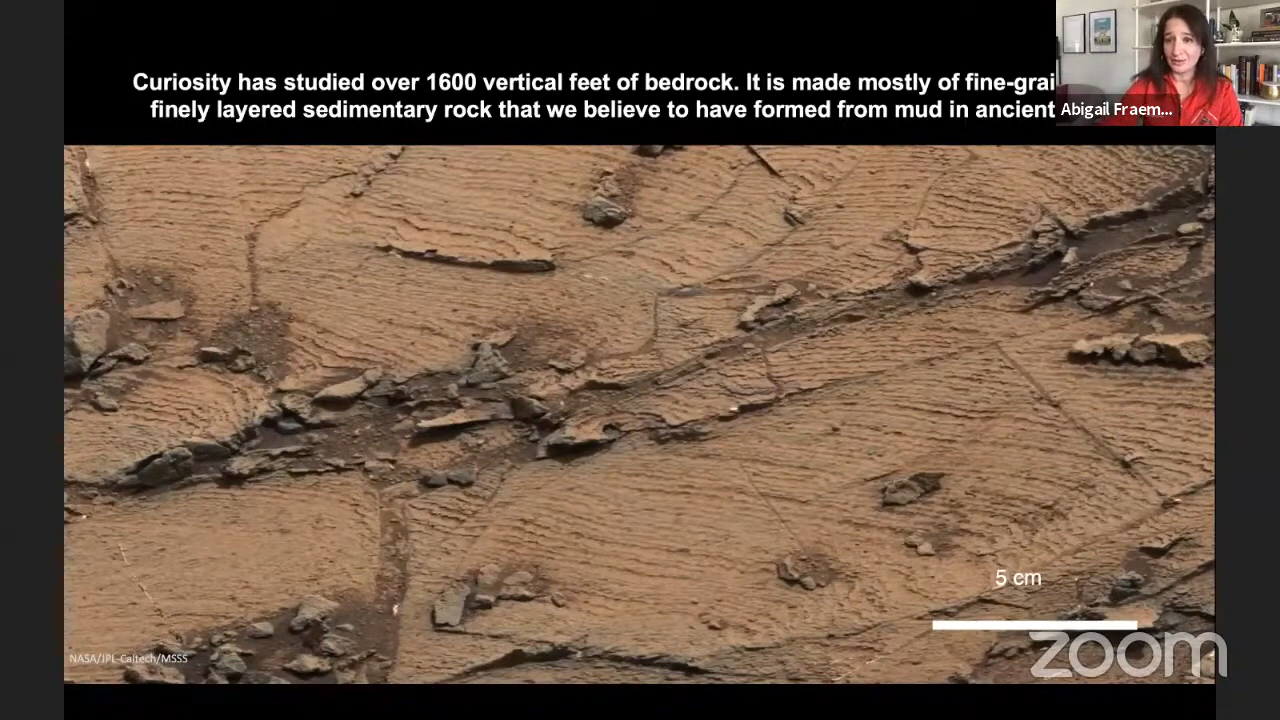 Curiosity has studied over 1600 vertical feet of bedrock. It is made mostly of fine-grai
finely layered sedimentary rock that we believe to have formed from mud in ancient
Abigail Fraem...
5 cm
NASA/JPL-Caltech/MSSS
zoom